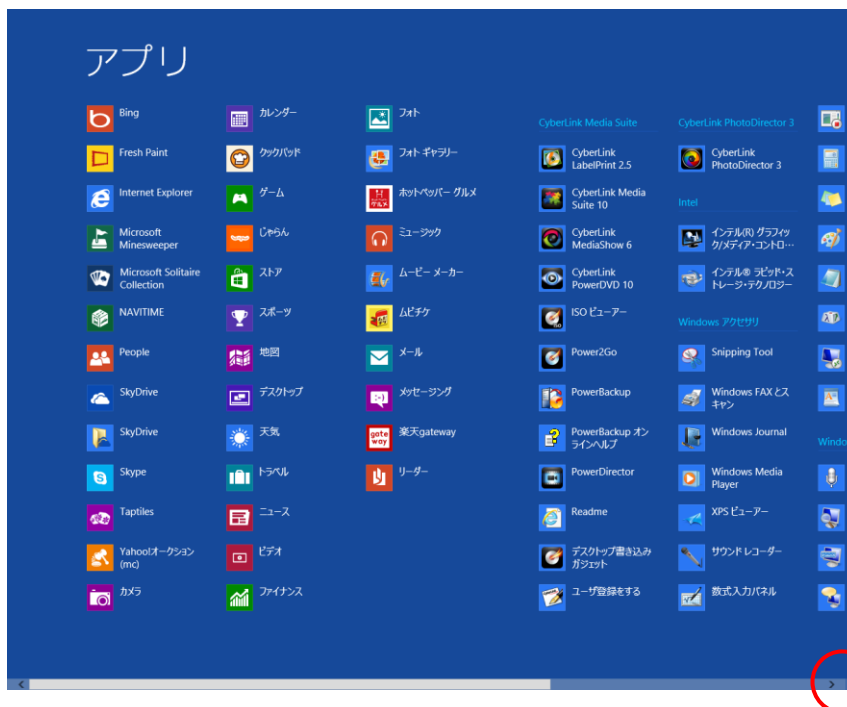 アプリ
Bing
Fresh Paint
Internet Explorer
Microsoft
Minesweeper
Microsoft Solitaire
Collection
NAVITIME
People
SkyDrive
SkyDrive
Skype
Taptiles
Yahoo!オークション
(mc)
カメラ
カレンダー
クックパッド
ゲーム
じゃらん
ストア
スポーツ
地図
デスクトップ
天気
トラベル
ニュース
ビデオ
ファイナンス
フォト
フォト ギャラリー
ホットペッパー グルメ
ミュージック
ムービー メーカー
ムビチケ
メール
メッセージング
gate
way
楽天gateway
リーダー
CyberLink Media Suite
CyberLink
LabelPrint 2.5
CyberLink Media
Suite 10
CyberLink
MediaShow 6
CyberLink
PowerDVD 10
ISO ビューアー
Power2Go
PowerBackup
PowerBackup オン
ラインヘルプ
PowerDirector
Readme
デスクトップ書き込み
ガジェット
ユーザ登録をする
CyberLink PhotoDirector 3
CyberLink
PhotoDirector 3
Intel
インテル(R) グラフィッ
ク/メディア・コントロ…
インテル® ラピッド・ス
トレージ・テクノロジー
Windows アクセサリ
Snipping Tool
Windows FAX とス
キャン
Windows Journal
Windows Media
Player
XPS ビューアー
サウンド レコーダー
数式入力パネル
Windo